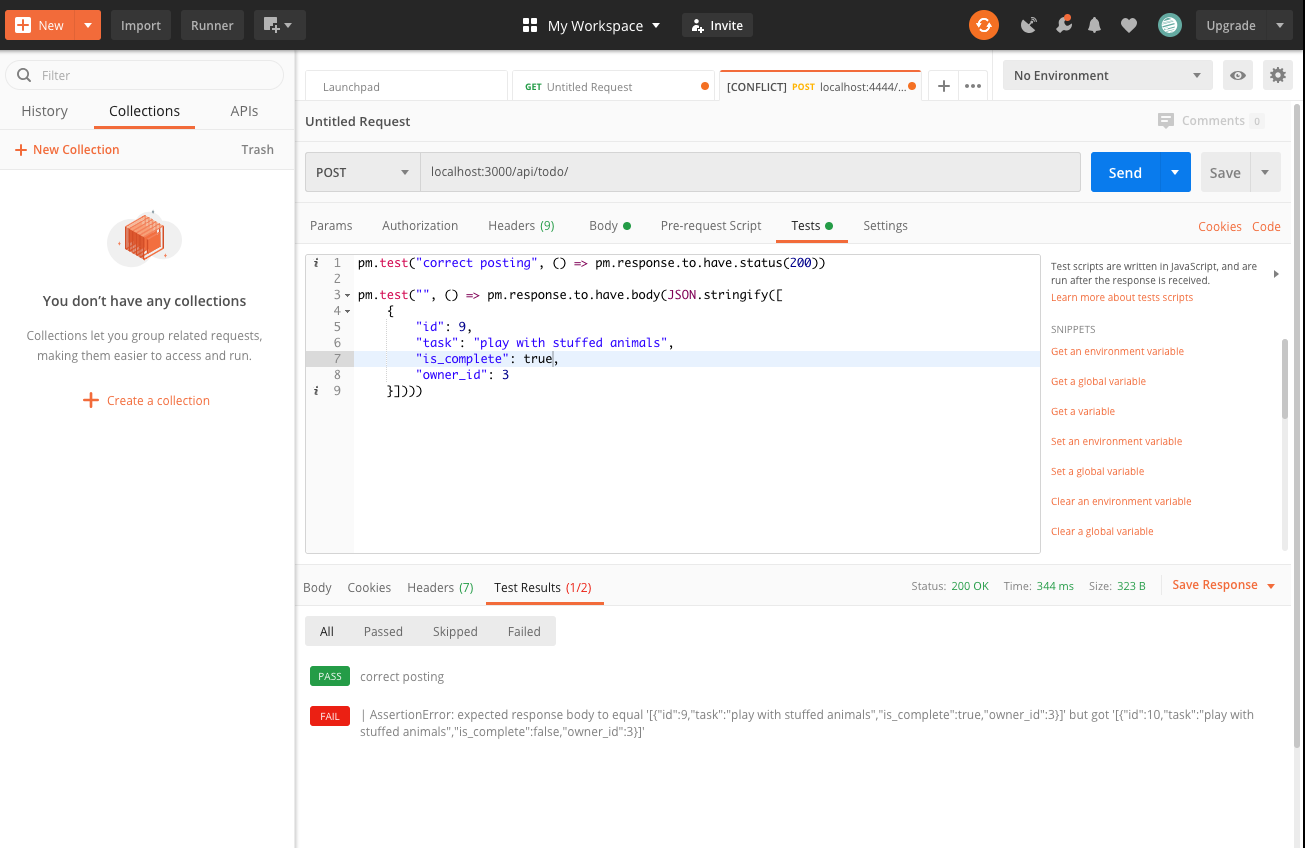 New
Import
Runner
My Workspace
Invite
Upgrade
Filter
History
Collections
APIs
New Collection
Trash
You don't have any collections
Collections let you group related requests,
making them easier to access and run.
Create a collection
Launchpad
GET Untitled Request
[CONFLICT] POST localhost:4444/...
No Environment
Untitled Request
Comments 0
POST
localhost:3000/api/todo/
Send
Save
Params
Authorization
Headers (9)
Body
Pre-request Script
Tests
Settings
Cookies
Code
i 1 pm.test("correct posting", () => pm.response.to.have.status(200))
2
3 pm.test("", () => pm.response.to.have.body(JSON.stringify([
4 {
5 "id": 9,
6 "task": "play with stuffed animals",
7 "is_complete": true,
8 "owner_id": 3
i 9 }])))
Test scripts are written in JavaScript, and are
run after the response is received.
Learn more about tests scripts
SNIPPETS
Get an environment variable
Get a global variable
Get a variable
Set an environment variable
Set a global variable
Clear an environment variable
Clear a global variable
Body
Cookies
Headers (7)
Test Results (1/2)
Status: 200 OK
Time: 344 ms
Size: 323 B
Save Response
All
Passed
Skipped
Failed
PASS correct posting
FAIL | AssertionError: expected response body to equal '[{"id":9,"task":"play with stuffed animals","is_complete":true,"owner_id":3}]' but got '[{"id":10,"task":"play with
stuffed animals","is_complete":false,"owner_id":3}]'